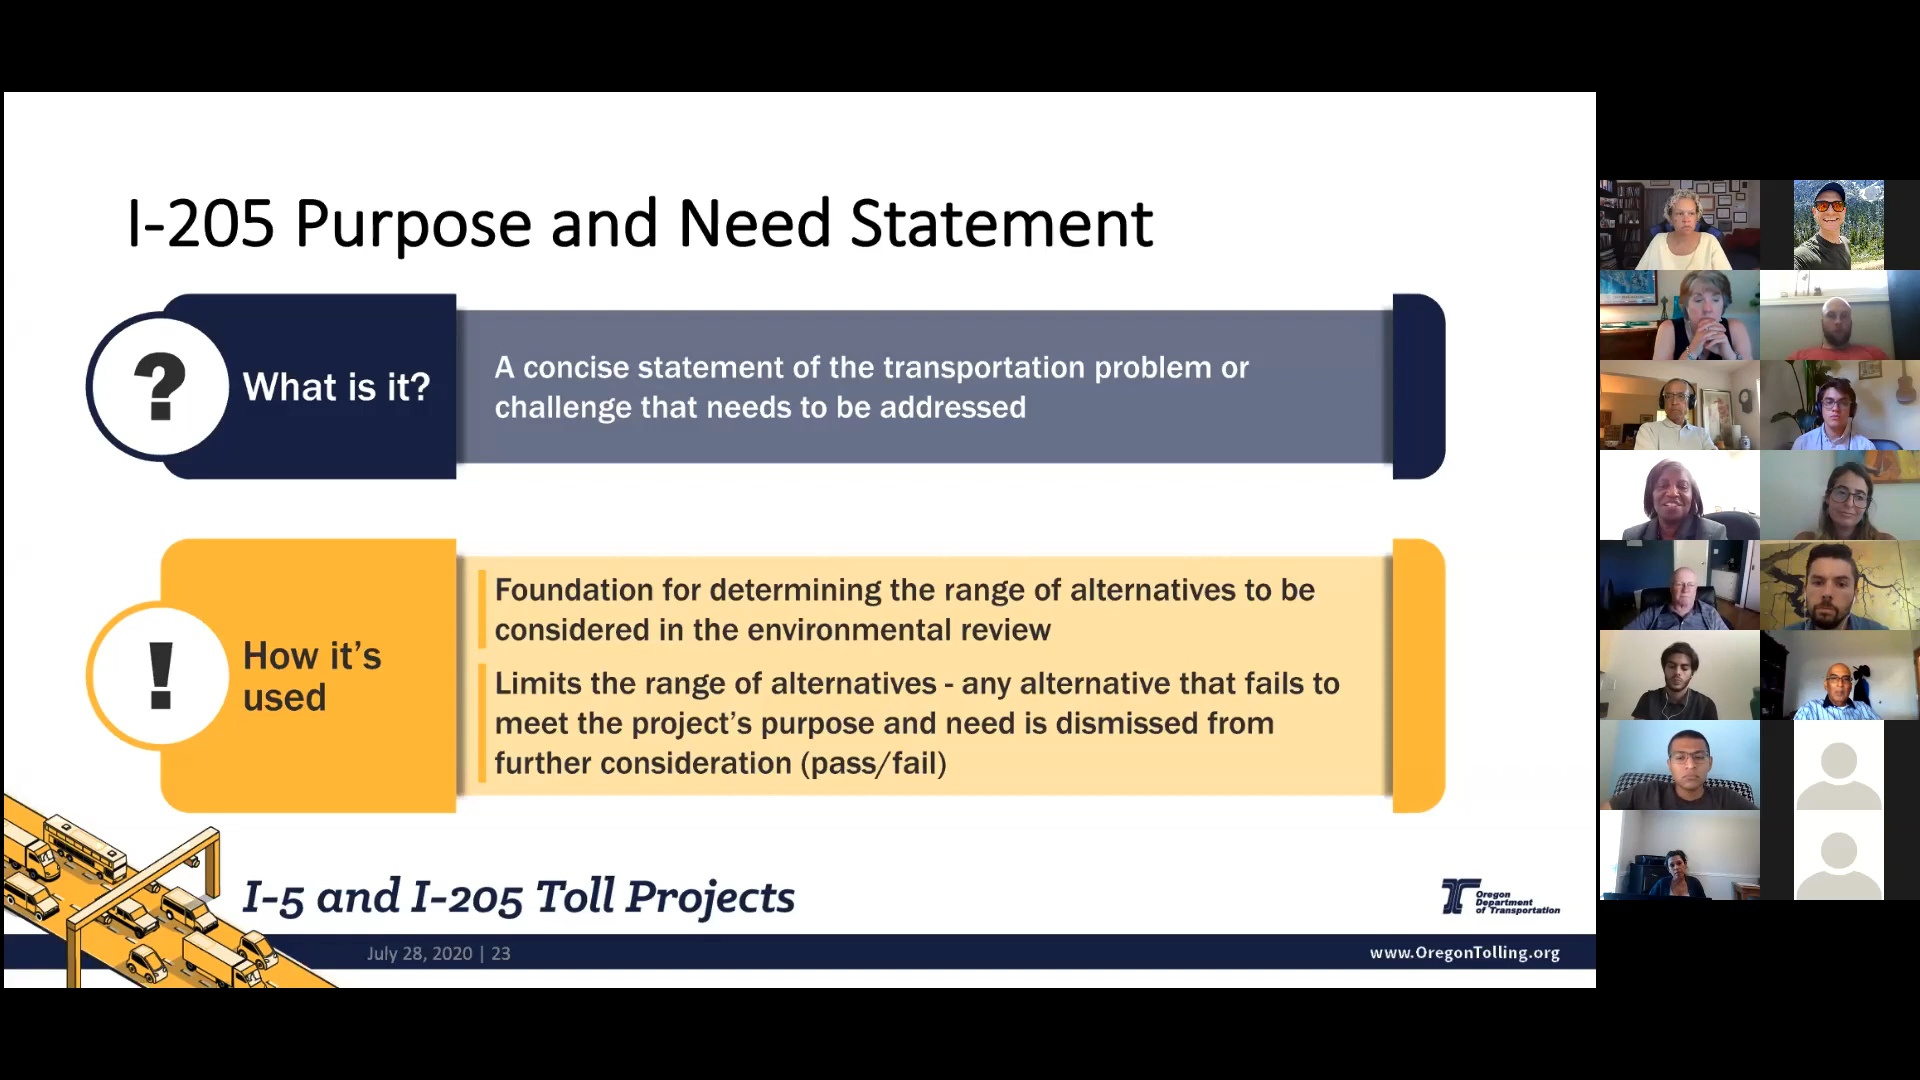 I-205 Purpose and Need Statement
?
What is it?
A concise statement of the transportation problem or
challenge that needs to be addressed
!
How it's
used
Foundation for determining the range of alternatives to be
considered in the environmental review
Limits the range of alternatives - any alternative that fails to
meet the project's purpose and need is dismissed from
further consideration (pass/fail)
I-5 and I-205 Toll Projects
Oregon
Department
of Transportation
July 28, 2020 | 23
www.OregonTolling.org